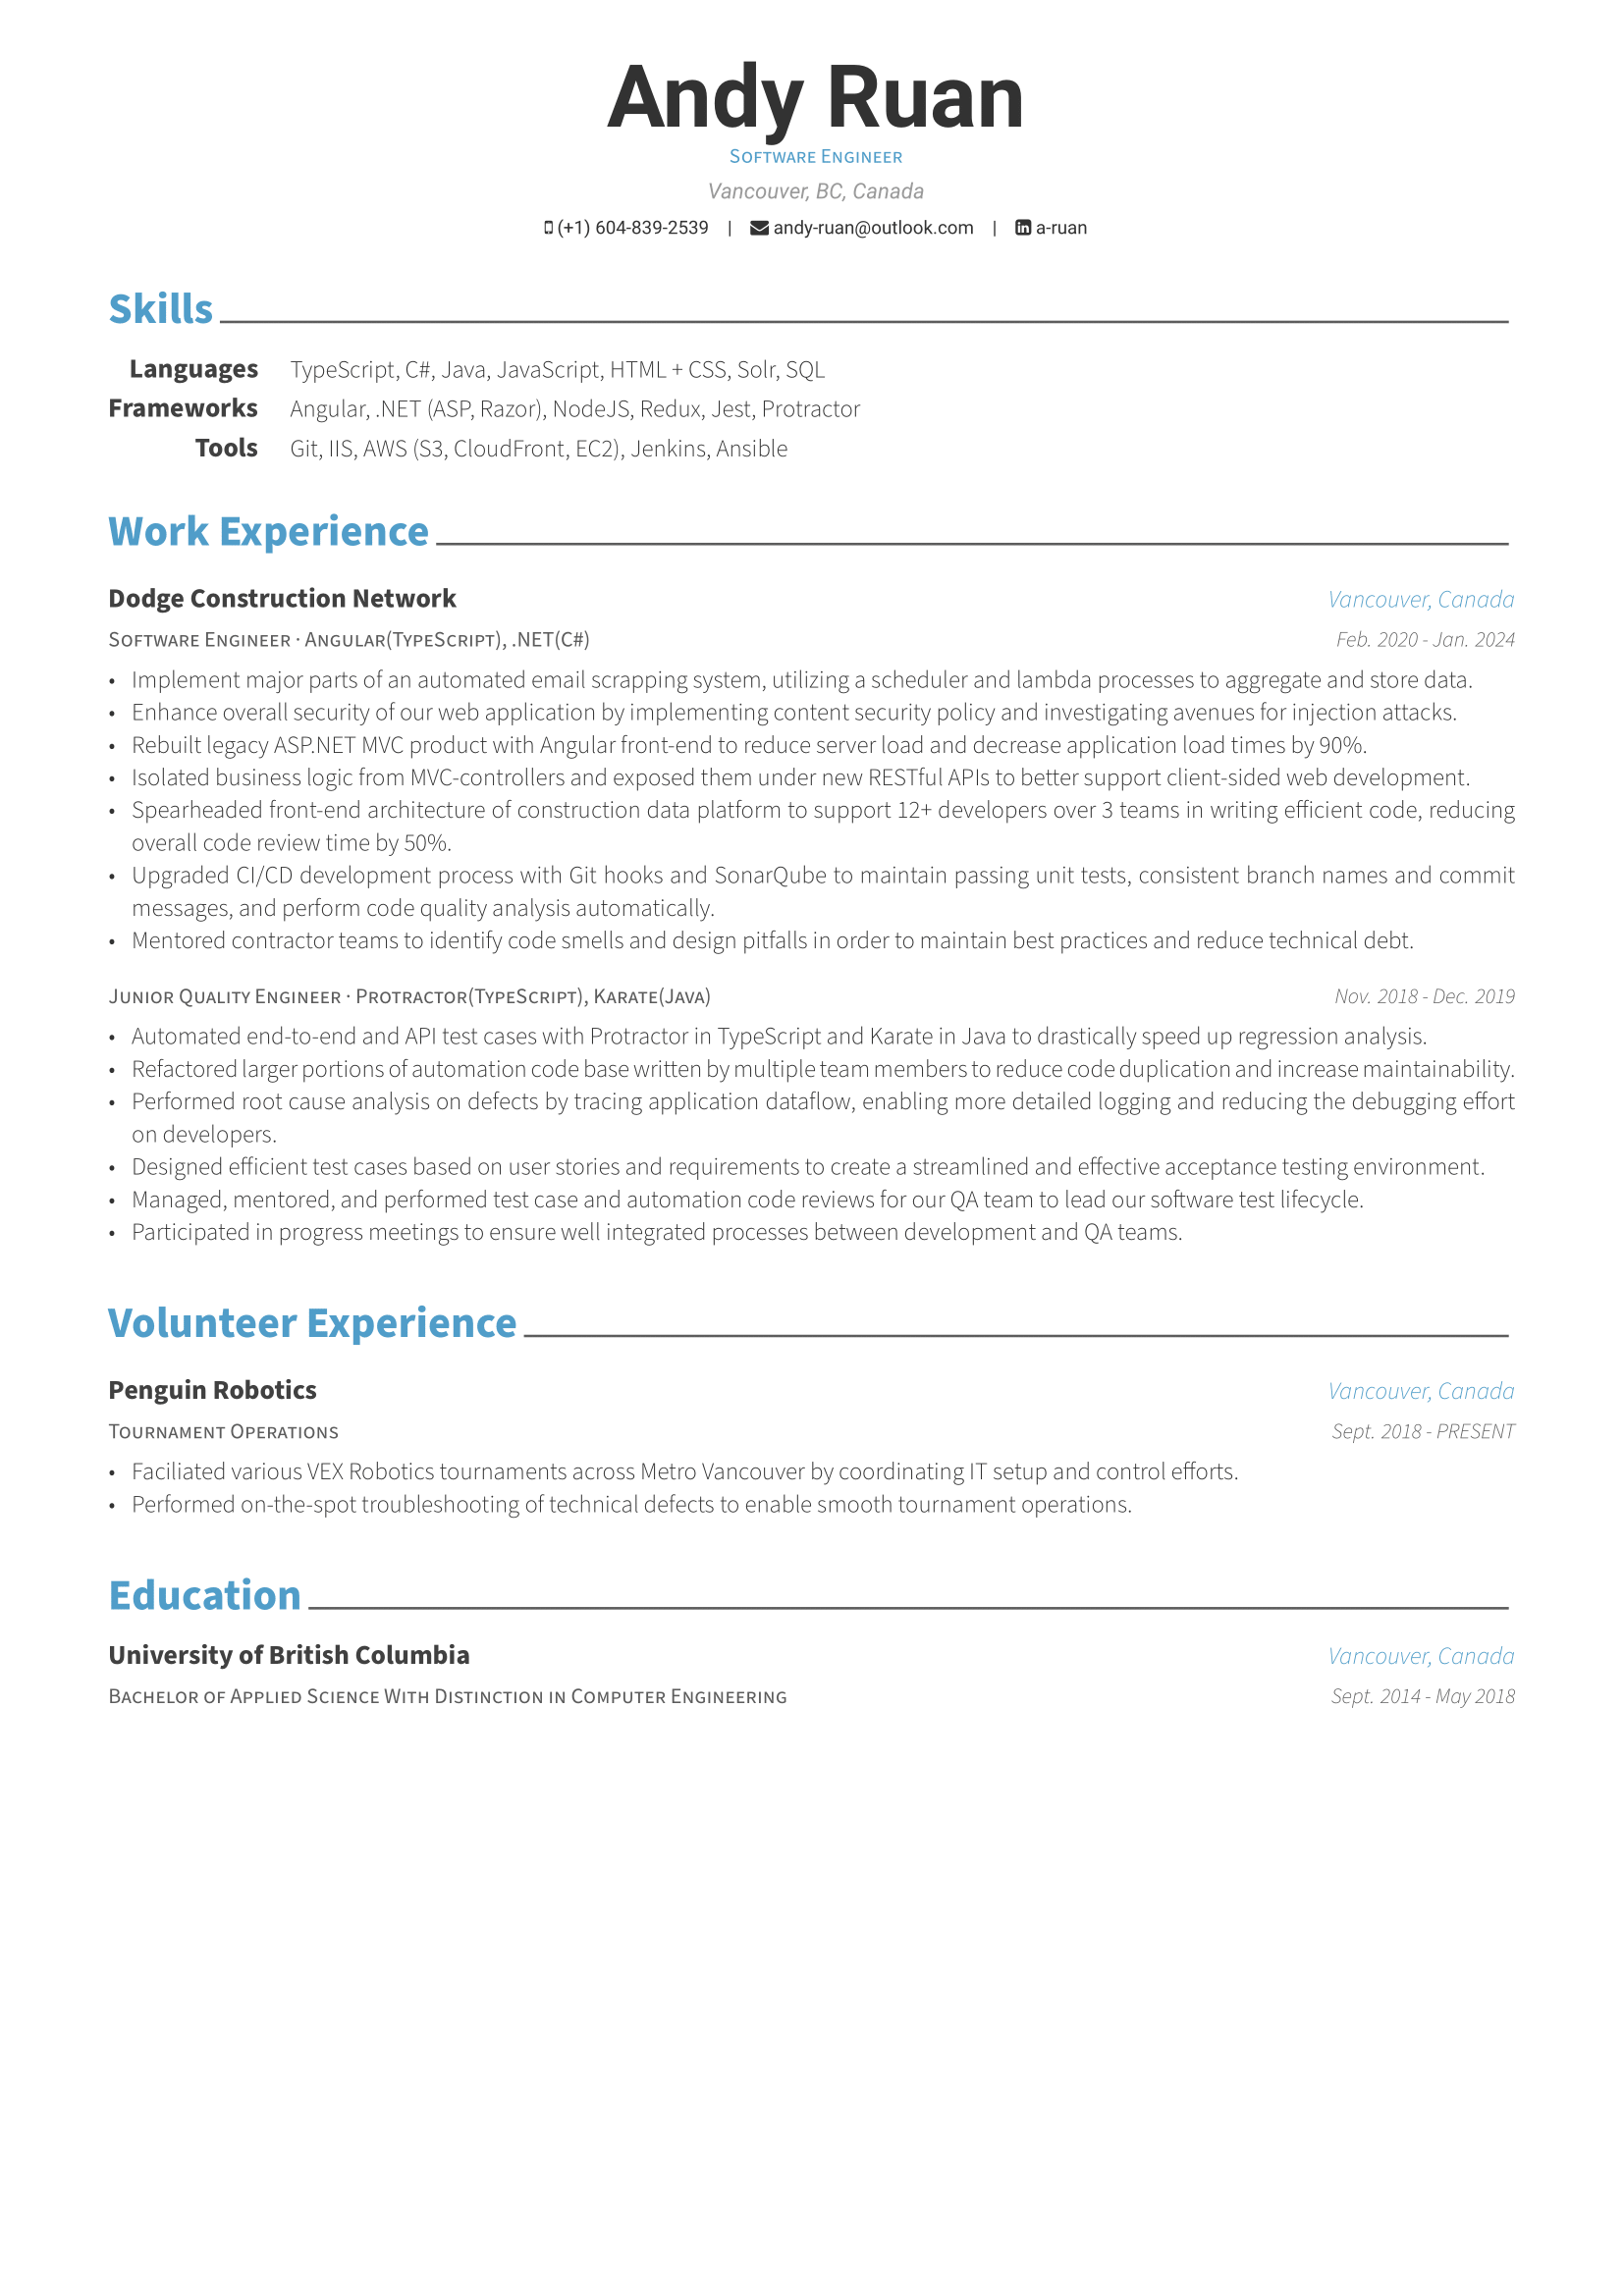 Andy Ruan
Software Engineer
Vancouver, BC, Canada
(+1) 604-839-2539 | andy-ruan@outlook.com | a-ruan
Skills
Languages TypeScript, C#, Java, JavaScript, HTML + CSS, Solr, SQL
Frameworks Angular, .NET (ASP, Razor), NodeJS, Redux, Jest, Protractor
Tools Git, IIS, AWS (S3, CloudFront, EC2), Jenkins, Ansible
Work Experience
Dodge Construction Network Vancouver, Canada
Software Engineer · Angular(TypeScript), .NET(C#) Feb. 2020 - Jan. 2024
• Implement major parts of an automated email scrapping system, utilizing a scheduler and lambda processes to aggregate and store data.
• Enhance overall security of our web application by implementing content security policy and investigating avenues for injection attacks.
• Rebuilt legacy ASP.NET MVC product with Angular front-end to reduce server load and decrease application load times by 90%.
• Isolated business logic from MVC-controllers and exposed them under new RESTful APIs to better support client-sided web development.
• Spearheaded front-end architecture of construction data platform to support 12+ developers over 3 teams in writing efficient code, reducing
overall code review time by 50%.
• Upgraded CI/CD development process with Git hooks and SonarQube to maintain passing unit tests, consistent branch names and commit
messages, and perform code quality analysis automatically.
• Mentored contractor teams to identify code smells and design pitfalls in order to maintain best practices and reduce technical debt.
Junior Quality Engineer · Protractor(TypeScript), Karate(Java) Nov. 2018 - Dec. 2019
• Automated end-to-end and API test cases with Protractor in TypeScript and Karate in Java to drastically speed up regression analysis.
• Refactored larger portions of automation code base written by multiple team members to reduce code duplication and increase maintainability.
• Performed root cause analysis on defects by tracing application dataflow, enabling more detailed logging and reducing the debugging effort
on developers.
• Designed efficient test cases based on user stories and requirements to create a streamlined and effective acceptance testing environment.
• Managed, mentored, and performed test case and automation code reviews for our QA team to lead our software test lifecycle.
• Participated in progress meetings to ensure well integrated processes between development and QA teams.
Volunteer Experience
Penguin Robotics Vancouver, Canada
Tournament Operations Sept. 2018 - PRESENT
• Faciliated various VEX Robotics tournaments across Metro Vancouver by coordinating IT setup and control efforts.
• Performed on-the-spot troubleshooting of technical defects to enable smooth tournament operations.
Education
University of British Columbia Vancouver, Canada
Bachelor of Applied Science With Distinction in Computer Engineering Sept. 2014 - May 2018